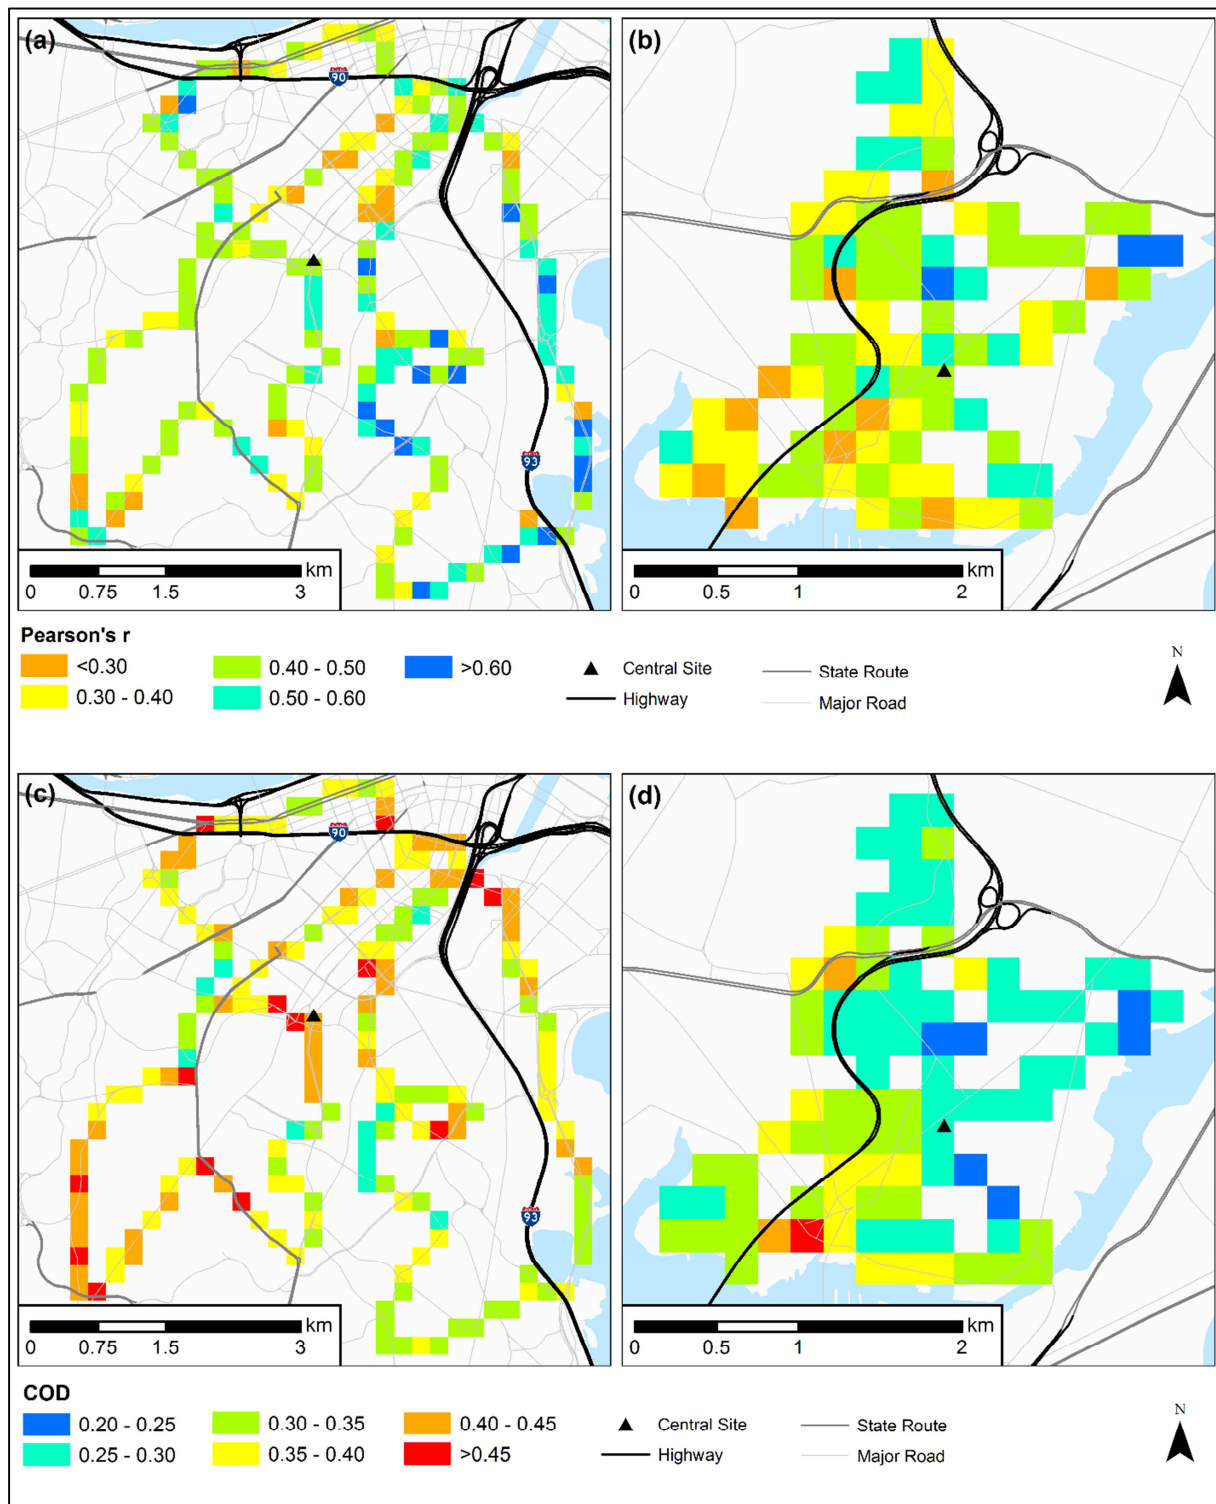 (a)
(b)
90
93
0 0.75 1.5 3 km
0 0.5 1 2 km
Pearson's r
<0.30 0.40 - 0.50 >0.60 Central Site State Route N
0.30 - 0.40 0.50 - 0.60 Highway Major Road
(c)
(d)
90
93
0 0.75 1.5 3 km
0 0.5 1 2 km
COD
0.20 - 0.25 0.30 - 0.35 0.40 - 0.45 Central Site State Route N
0.25 - 0.30 0.35 - 0.40 >0.45 Highway Major Road